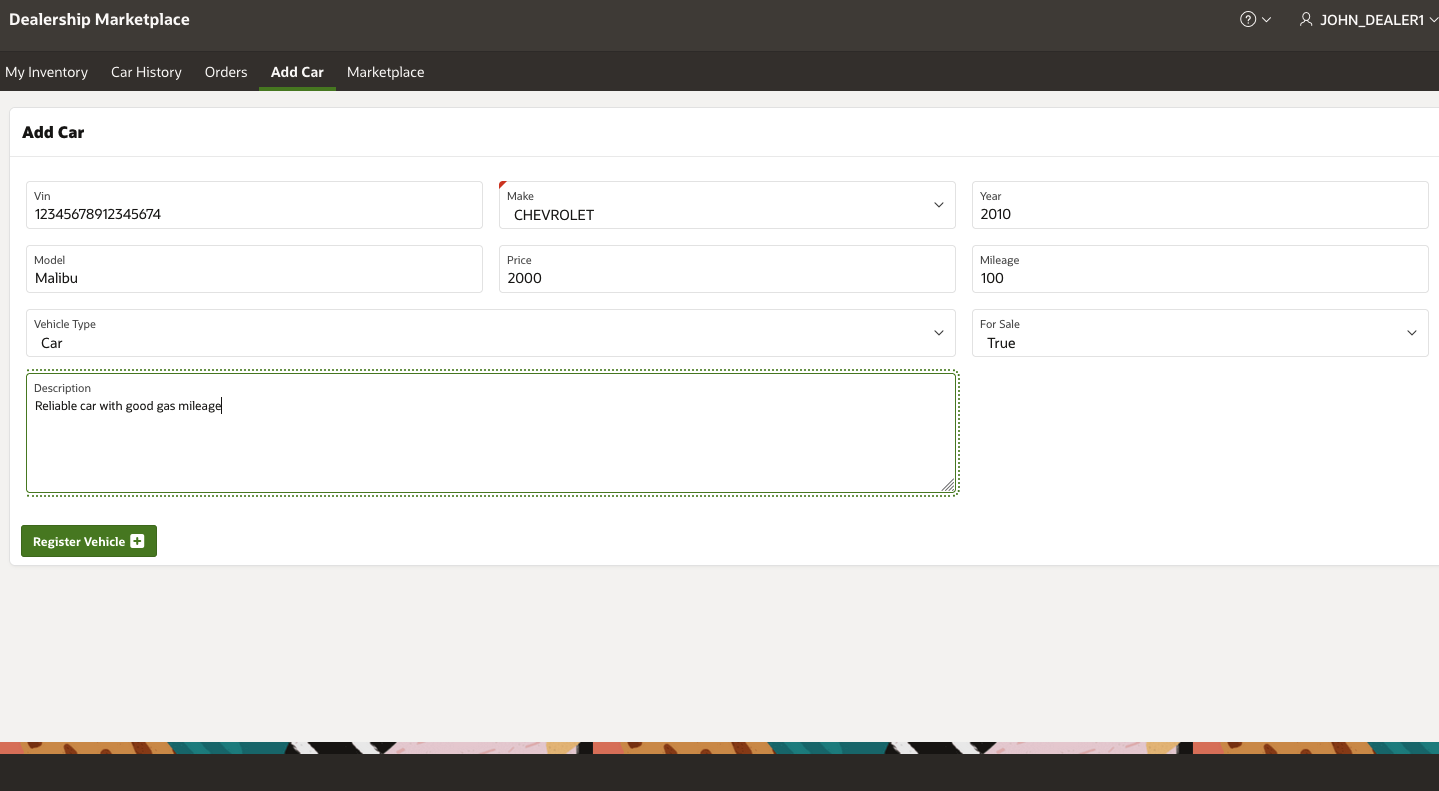 Dealership Marketplace
JOHN_DEALER1
My Inventory Car History Orders Add Car Marketplace
Add Car
Vin
12345678912345674
Make
CHEVROLET
Year
2010
Model
Malibu
Price
2000
Mileage
100
Vehicle Type
Car
For Sale
True
Description
Reliable car with good gas mileage
Register Vehicle